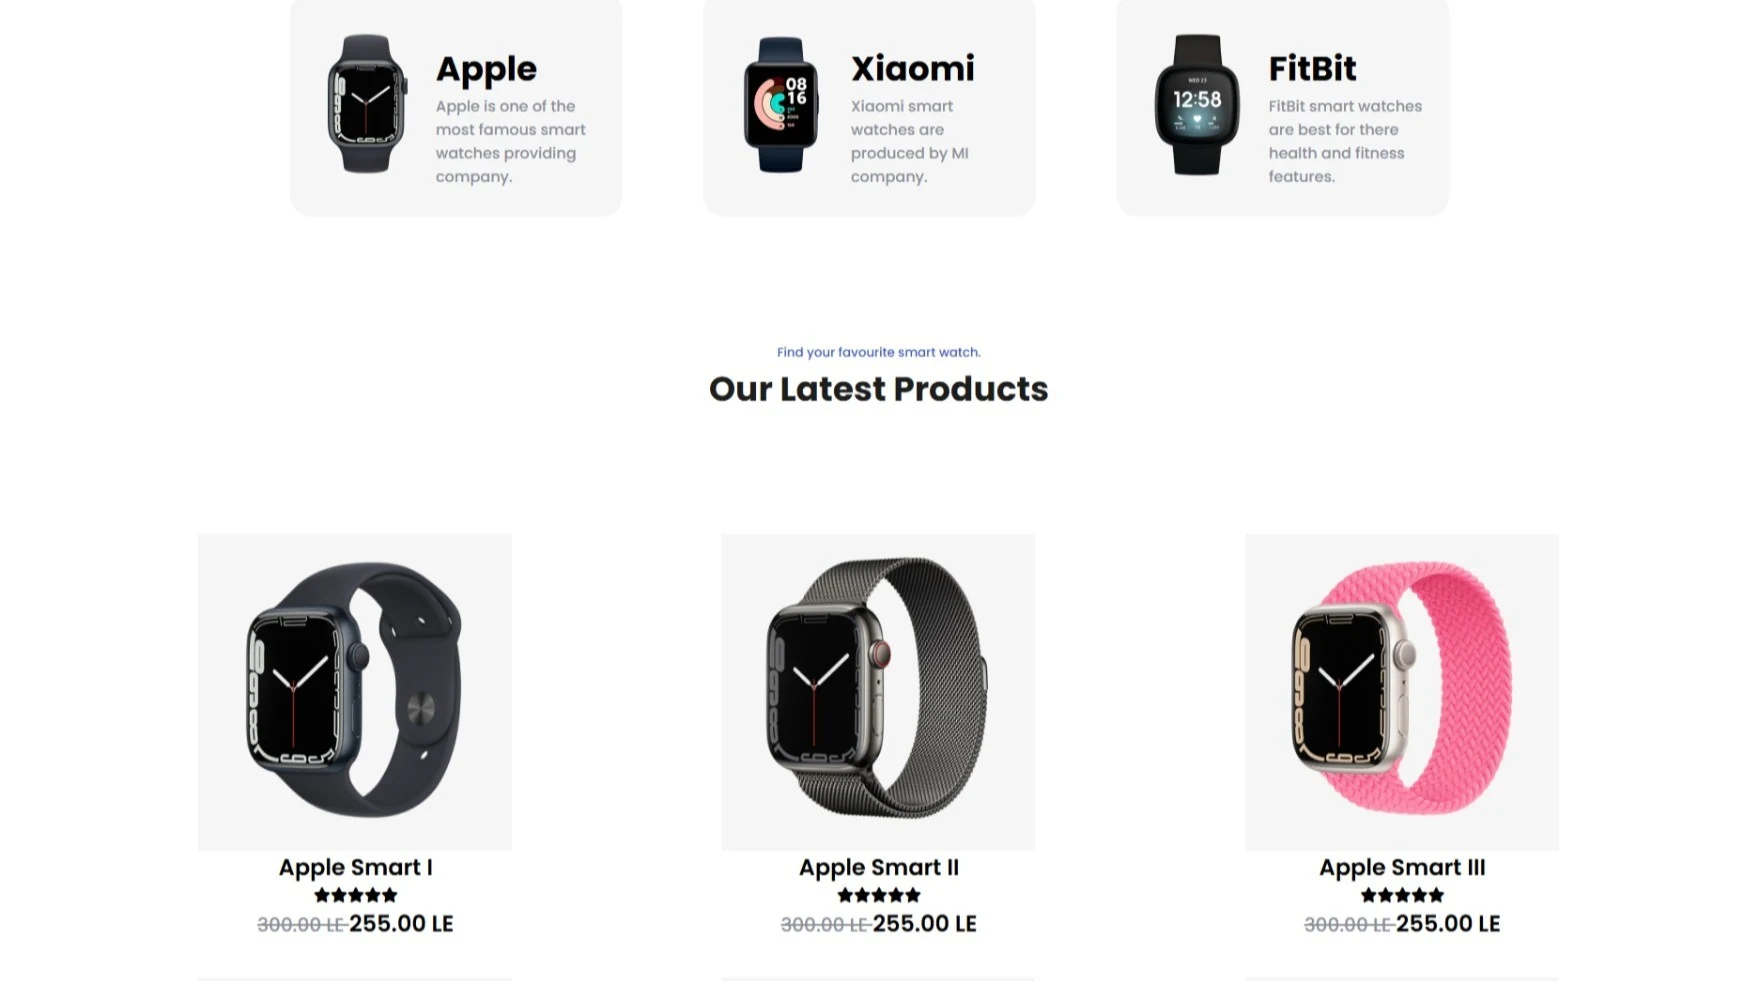 Apple
Apple is one of the
most famous smart
watches providing
company.
08
16
Xiaomi
Xiaomi smart
watches are
produced by MI
company.
WED 23
12:58
FitBit
FitBit smart watches
are best for there
health and fitness
features.
Find your favourite smart watch.
Our Latest Products
Apple Smart I
300.00 LE 255.00 LE
Apple Smart II
300.00 LE 255.00 LE
Apple Smart III
300.00 LE 255.00 LE